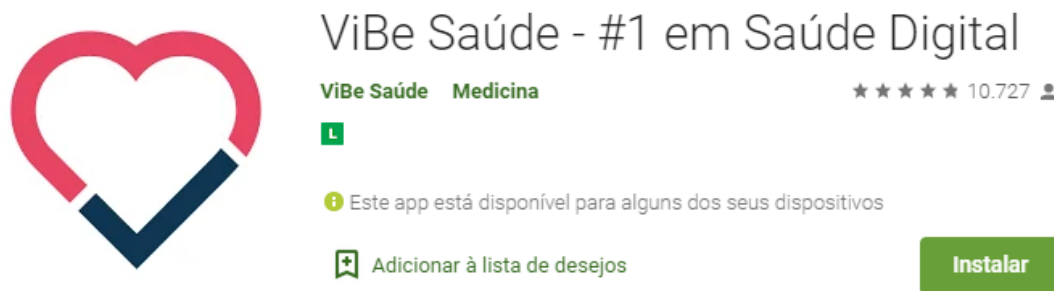 ViBe Saúde - #1 em Saúde Digital
ViBe Saúde Medicina 10.727
L
Este app está disponível para alguns dos seus dispositivos
Adicionar à lista de desejos
Instalar